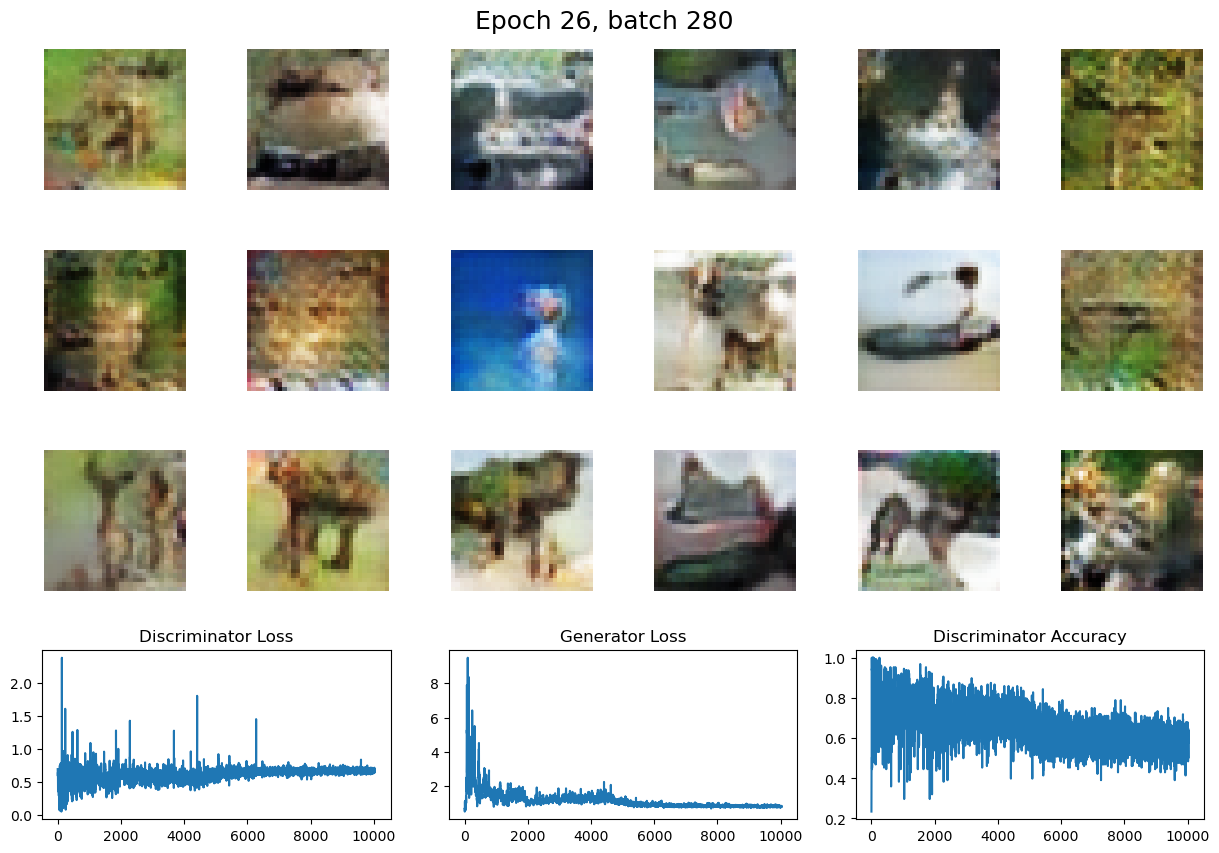 Epoch 26, batch 280
Discriminator Loss
Generator Loss
Discriminator Accuracy
2.0
1.5
1.0
0.5
0.0
0 2000 4000 6000 8000 10000
8
6
4
2
0 2000 4000 6000 8000 10000
1.0
0.8
0.6
0.4
0.2
0 2000 4000 6000 8000 10000